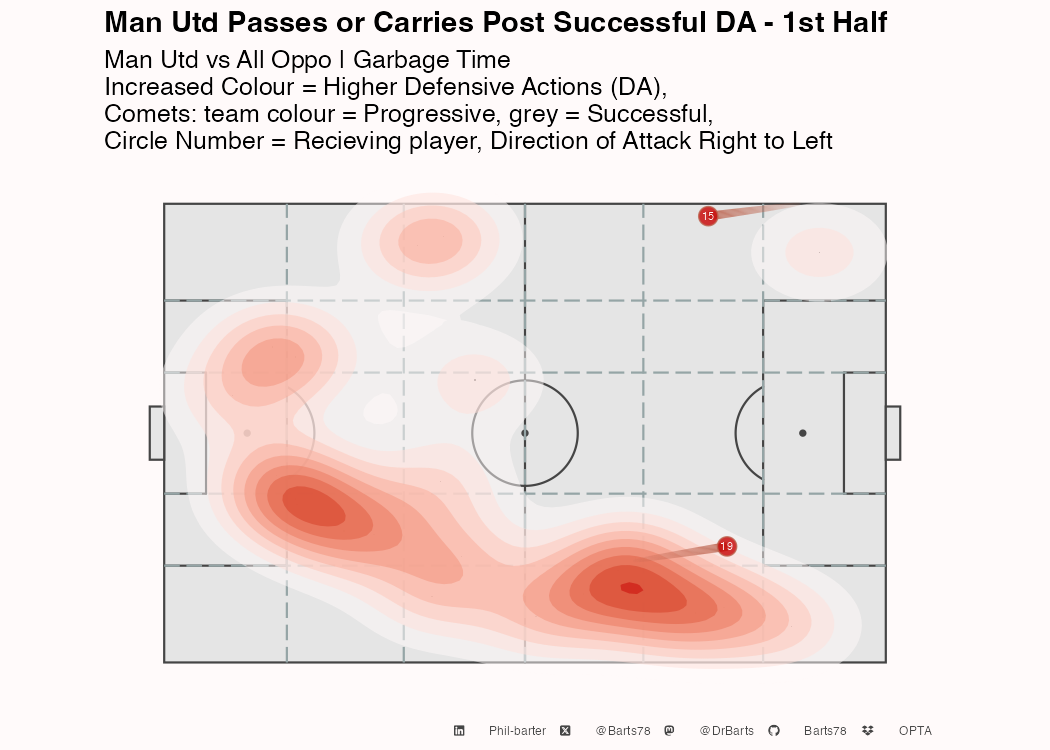 Man Utd Passes or Carries Post Successful DA - 1st Half
Man Utd vs All Oppo | Garbage Time
Increased Colour = Higher Defensive Actions (DA),
Comets: team colour = Progressive, grey = Successful,
Circle Number = Recieving player, Direction of Attack Right to Left
15
19
Phil-barter @Barts78 @DrBarts Barts78 OPTA